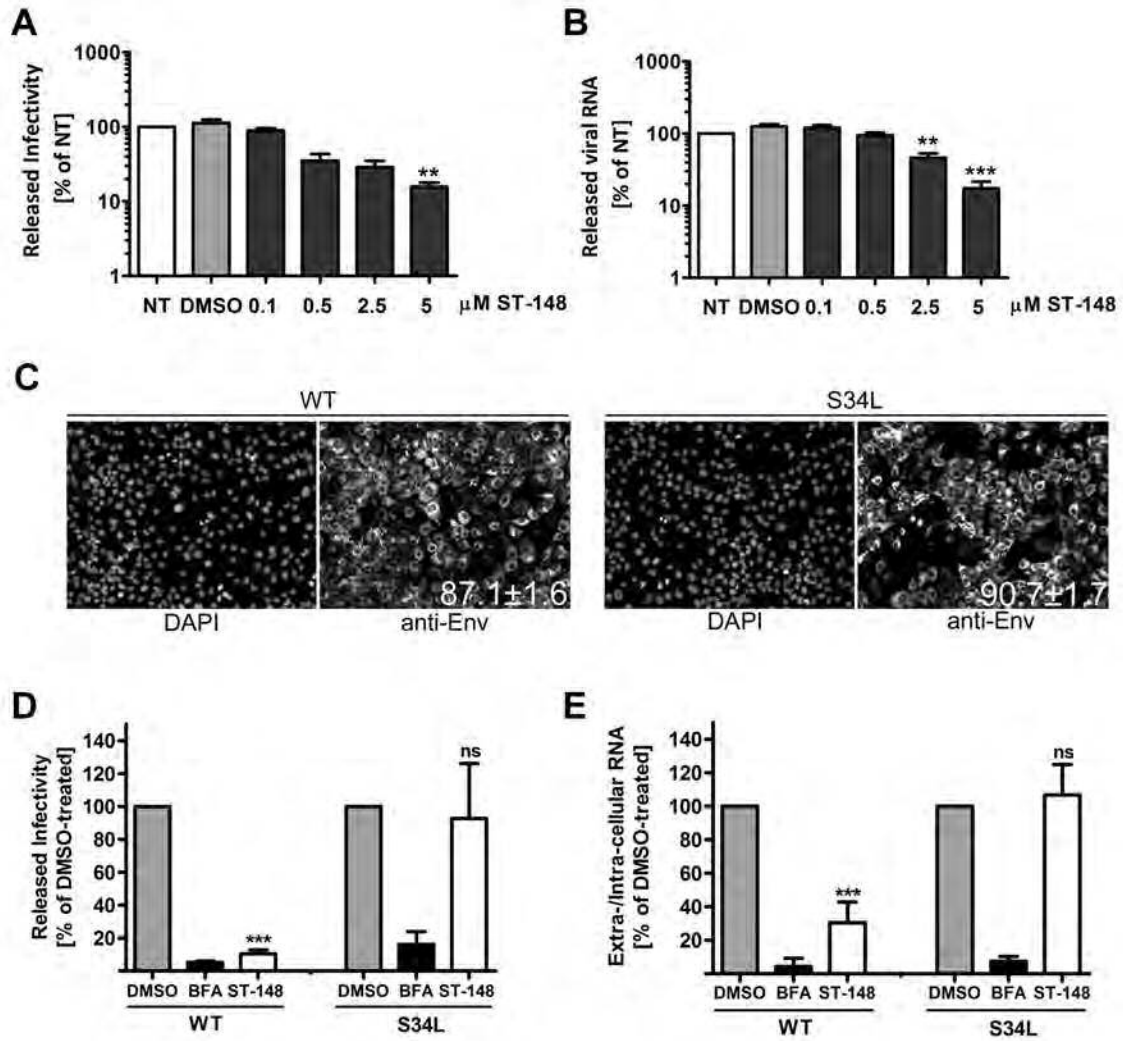 A
Released Infectivity
[% of NT]
1000
100
10
1
**
NT DMSO 0.1 0.5 2.5 5 μM ST-148
B
Released viral RNA
[% of NT]
1000
100
10
1
**
***
NT DMSO 0.1 0.5 2.5 5 μM ST-148
C
WT
S34L
87.1±1.6
90.7±1.7
DAPI
anti-Env
DAPI
anti-Env
D
Released Infectivity
[% of DMSO-treated]
140
120
100
80
60
40
20
***
ns
DMSO BFA ST-148 DMSO BFA ST-148
WT
S34L
E
Extra-/Intra-cellular RNA
[% of DMSO-treated]
140
120
100
80
60
40
20
***
ns
DMSO BFA ST-148 DMSO BFA ST-148
WT
S34L